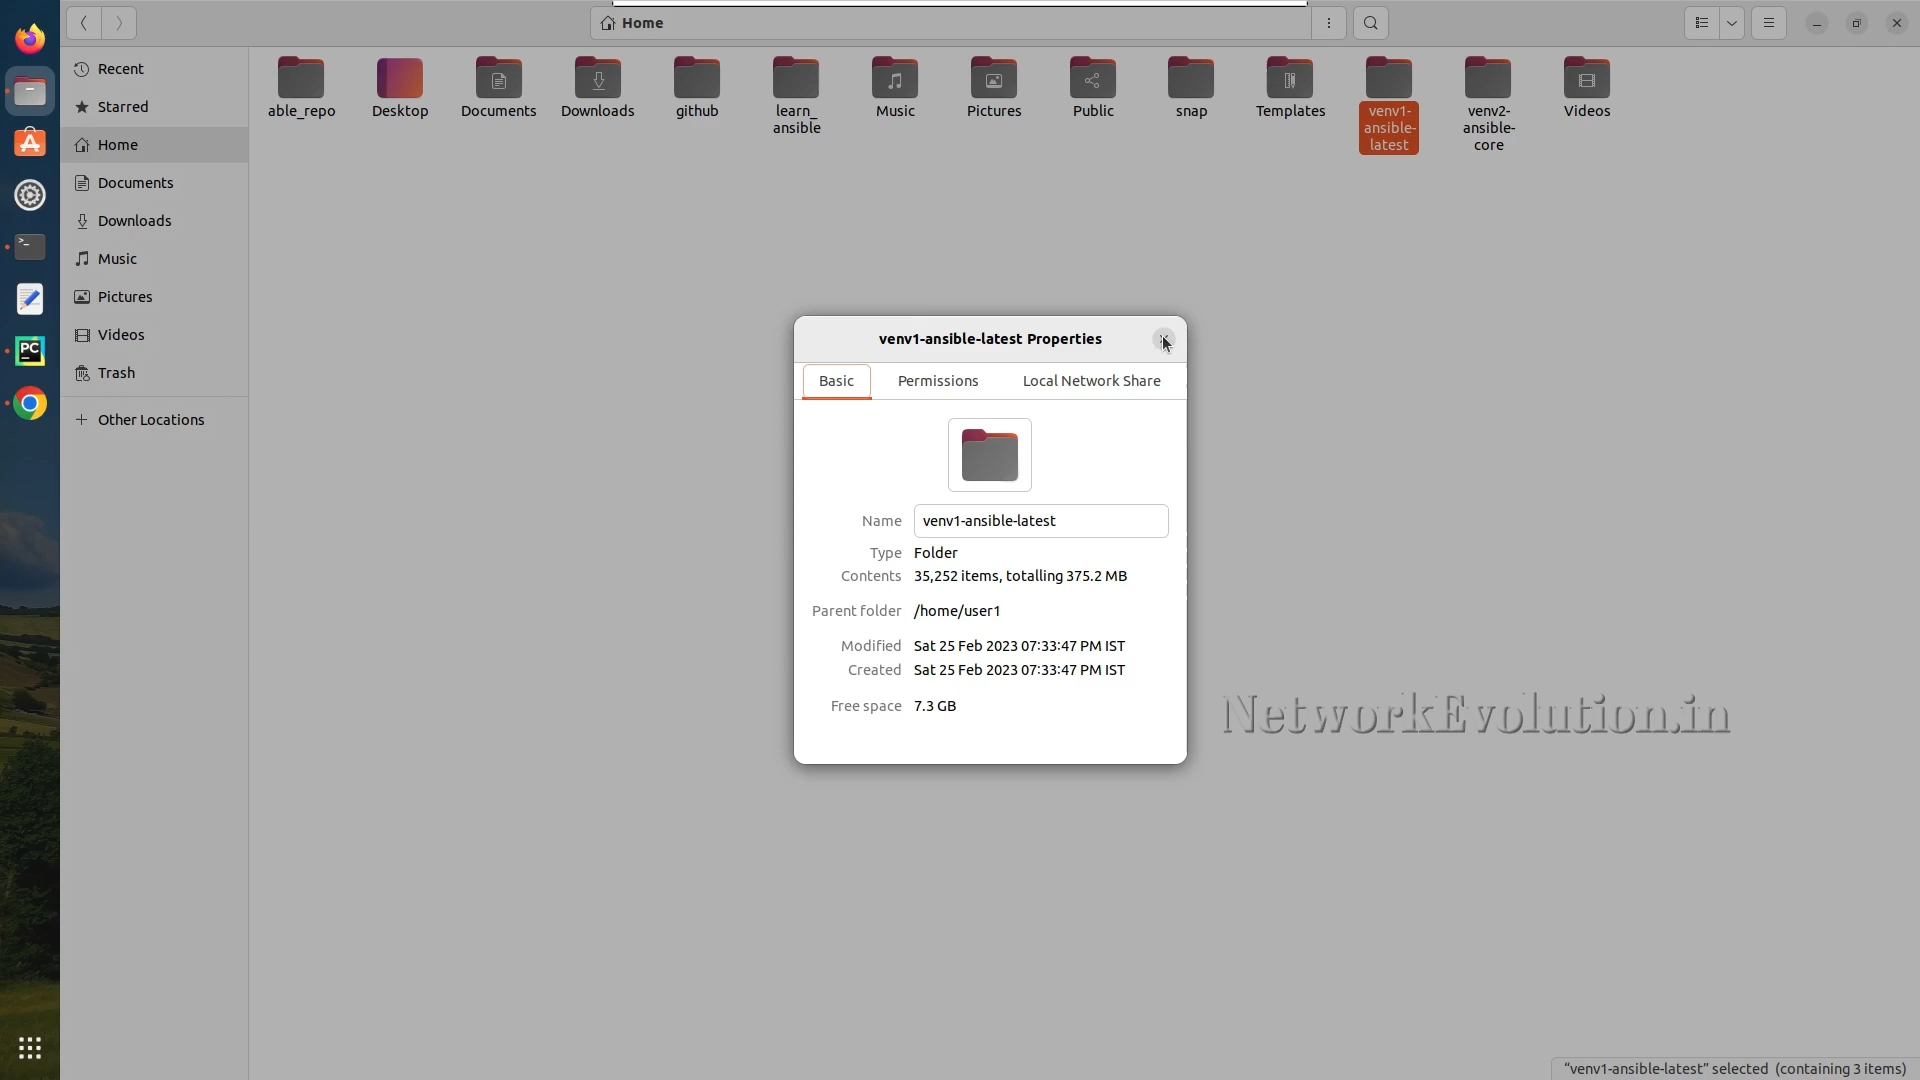 Home
Recent
Starred
Home
Documents
Downloads
Music
Pictures
Videos
Trash
Other Locations
able_repo
Desktop
Documents
Downloads
github
learn_
ansible
Music
Pictures
Public
snap
Templates
venv1-
ansible-
latest
venv2-
ansible-
core
Videos
venv1-ansible-latest Properties
Basic Permissions Local Network Share
Name venv1-ansible-latest
Type Folder
Contents 35,252 items, totalling 375.2 MB
Parent folder /home/user1
Modified Sat 25 Feb 2023 07:33:47 PM IST
Created Sat 25 Feb 2023 07:33:47 PM IST
Free space 7.3 GB
NetworkEvolution.in
PC
"venv1-ansible-latest" selected (containing 3 items)